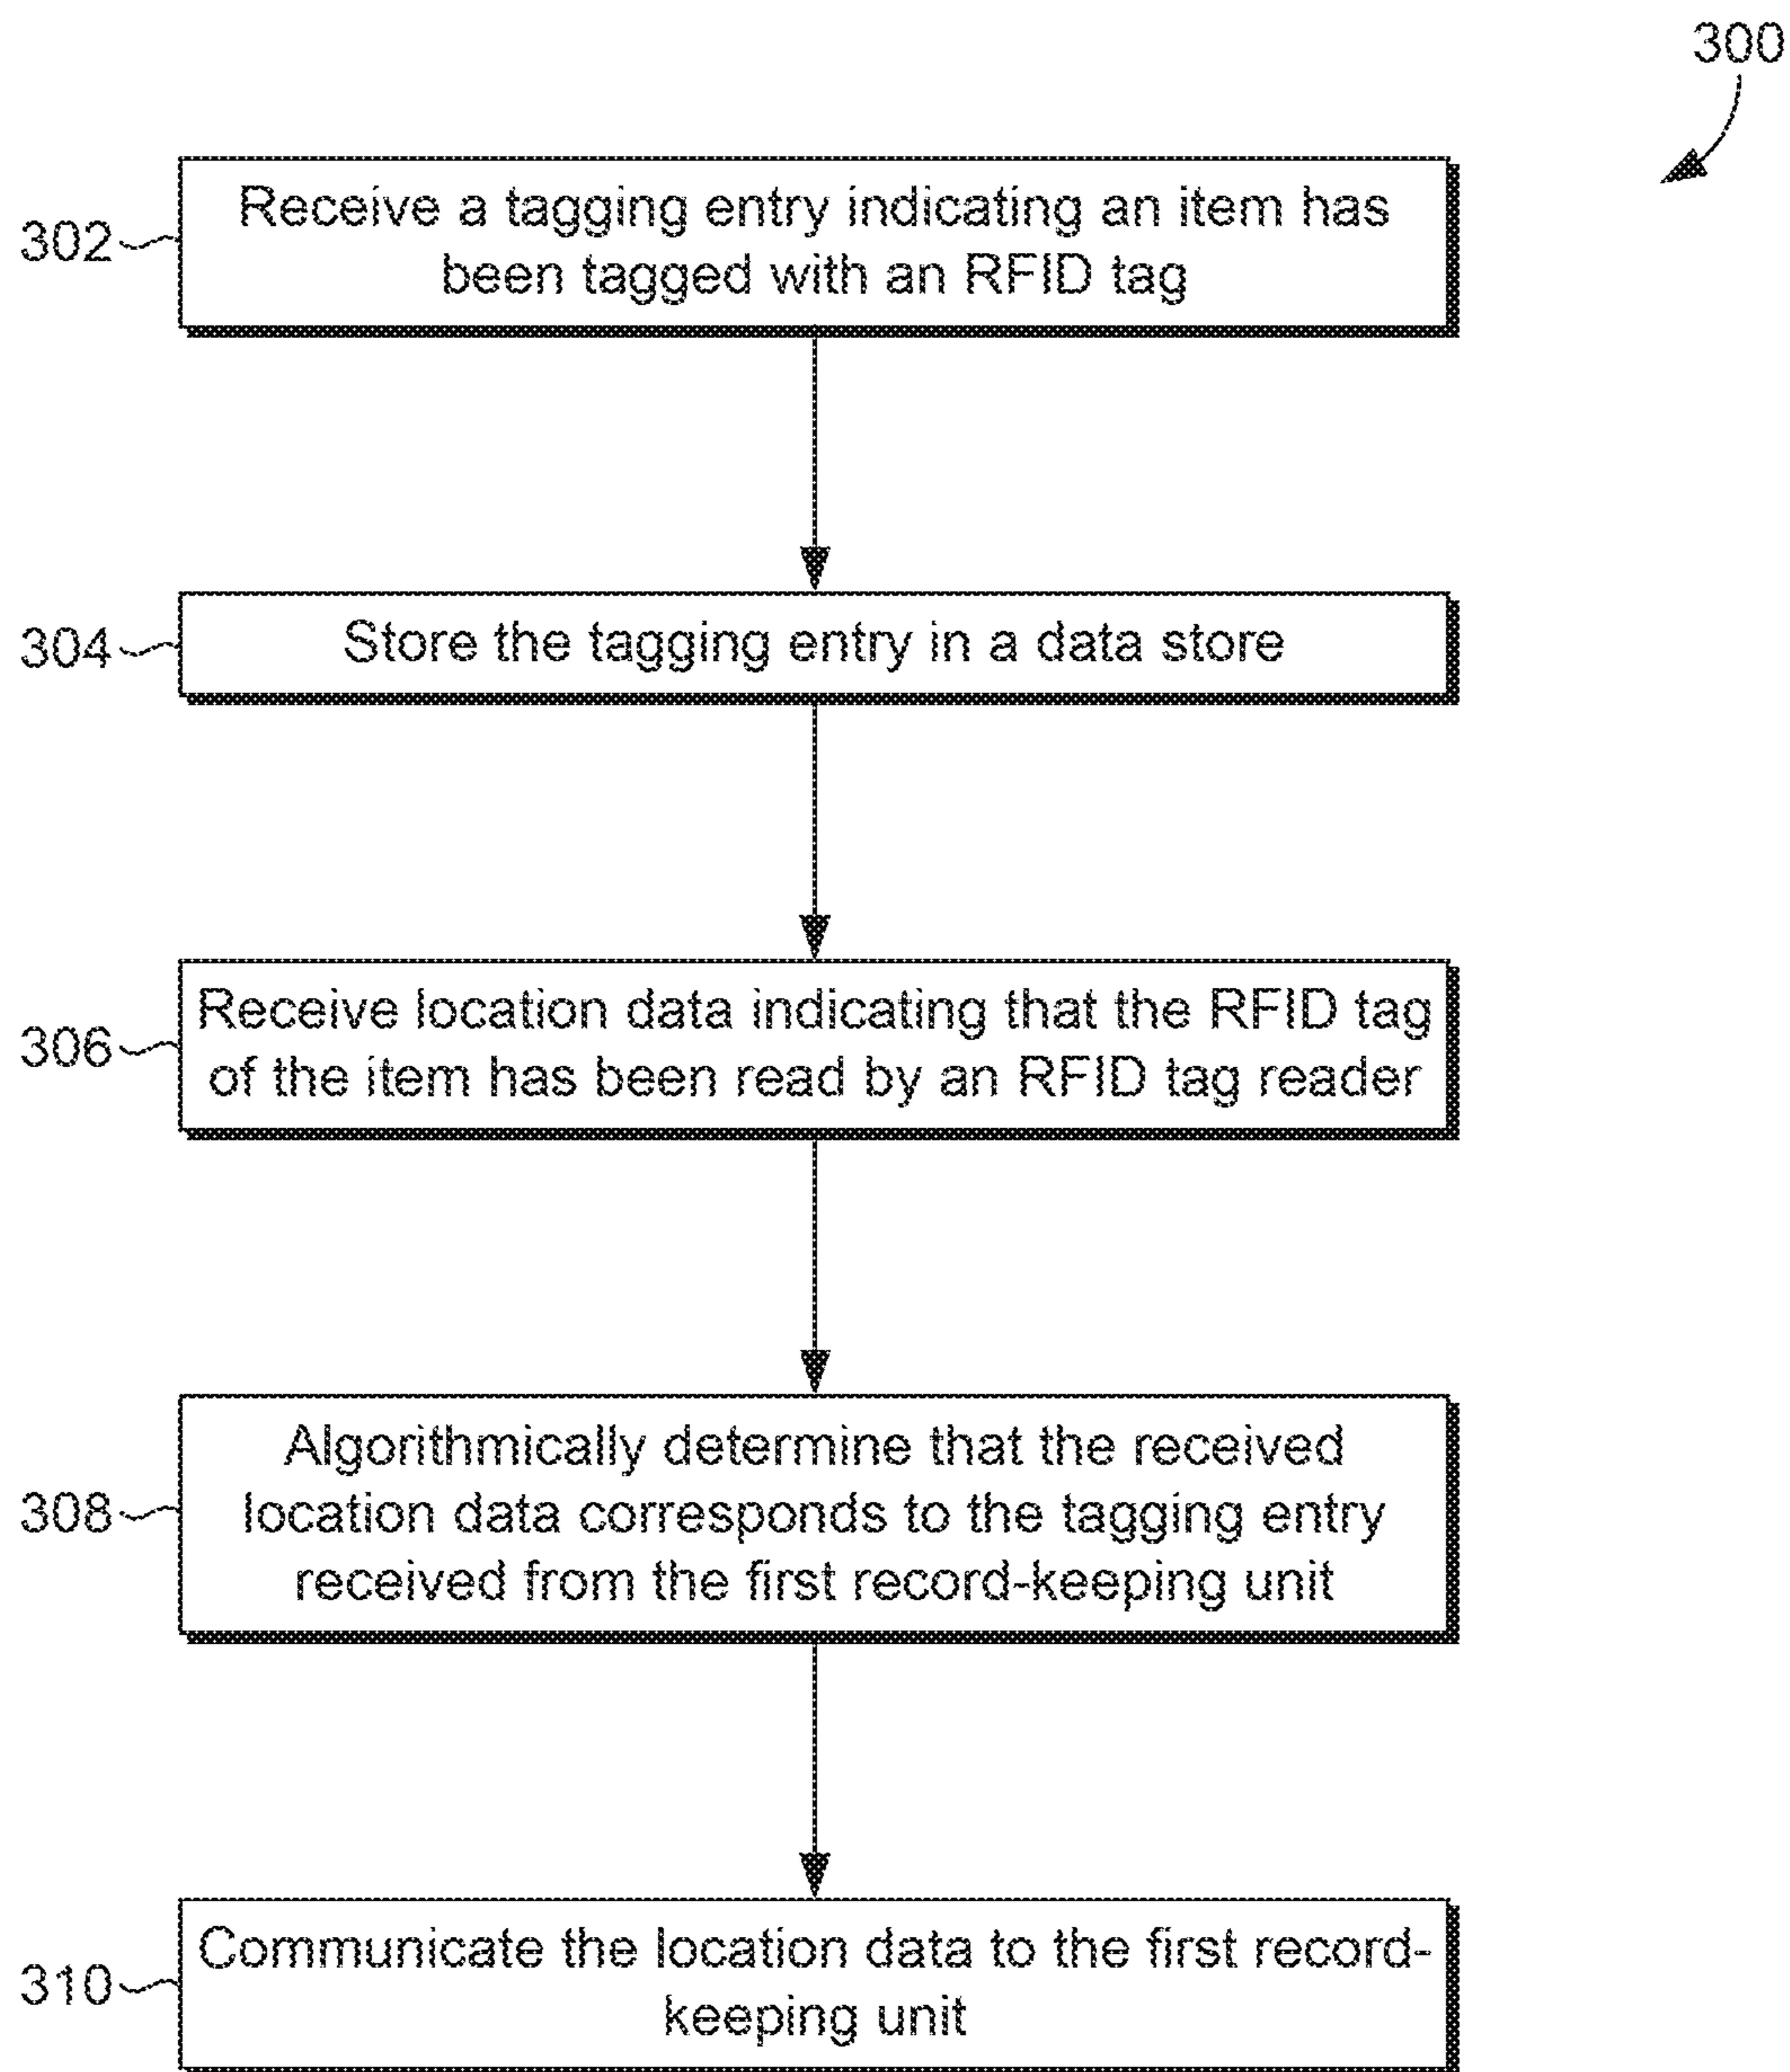 300
302
Receive a tagging entry indicating an item has
been tagged with an RFID tag
304
Store the tagging entry in a data store
306
Receive location data indicating that the RFID tag
of the item has been read by an RFID tag reader
308
Algorithmically determine that the received
location data corresponds to the tagging entry
received from the first record-keeping unit
310
Communicate the location data to the first record-
keeping unit